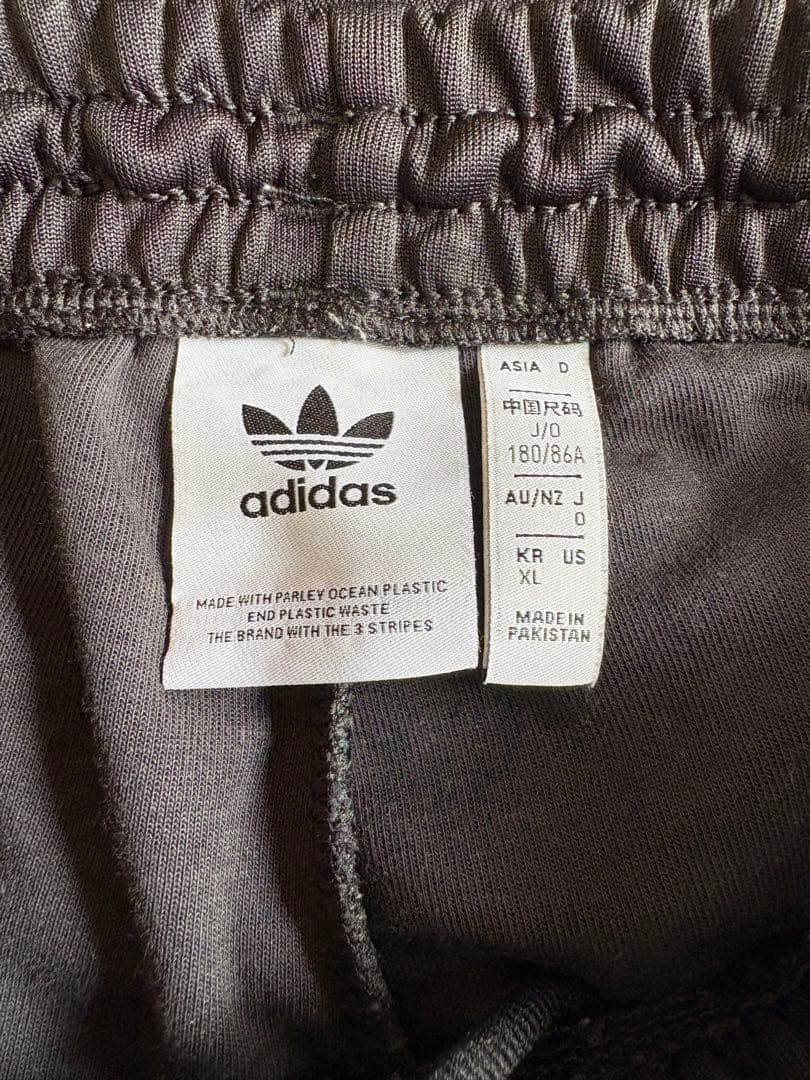 adidas
MADE WITH PARLEY OCEAN PLASTIC
END PLASTIC WASTE
THE BRAND WITH THE 3 STRIPES
ASIA D
中国尺码
J/O
180/86A
AU/NZ J
O
KR US
XL
MADE IN
PAKISTAN